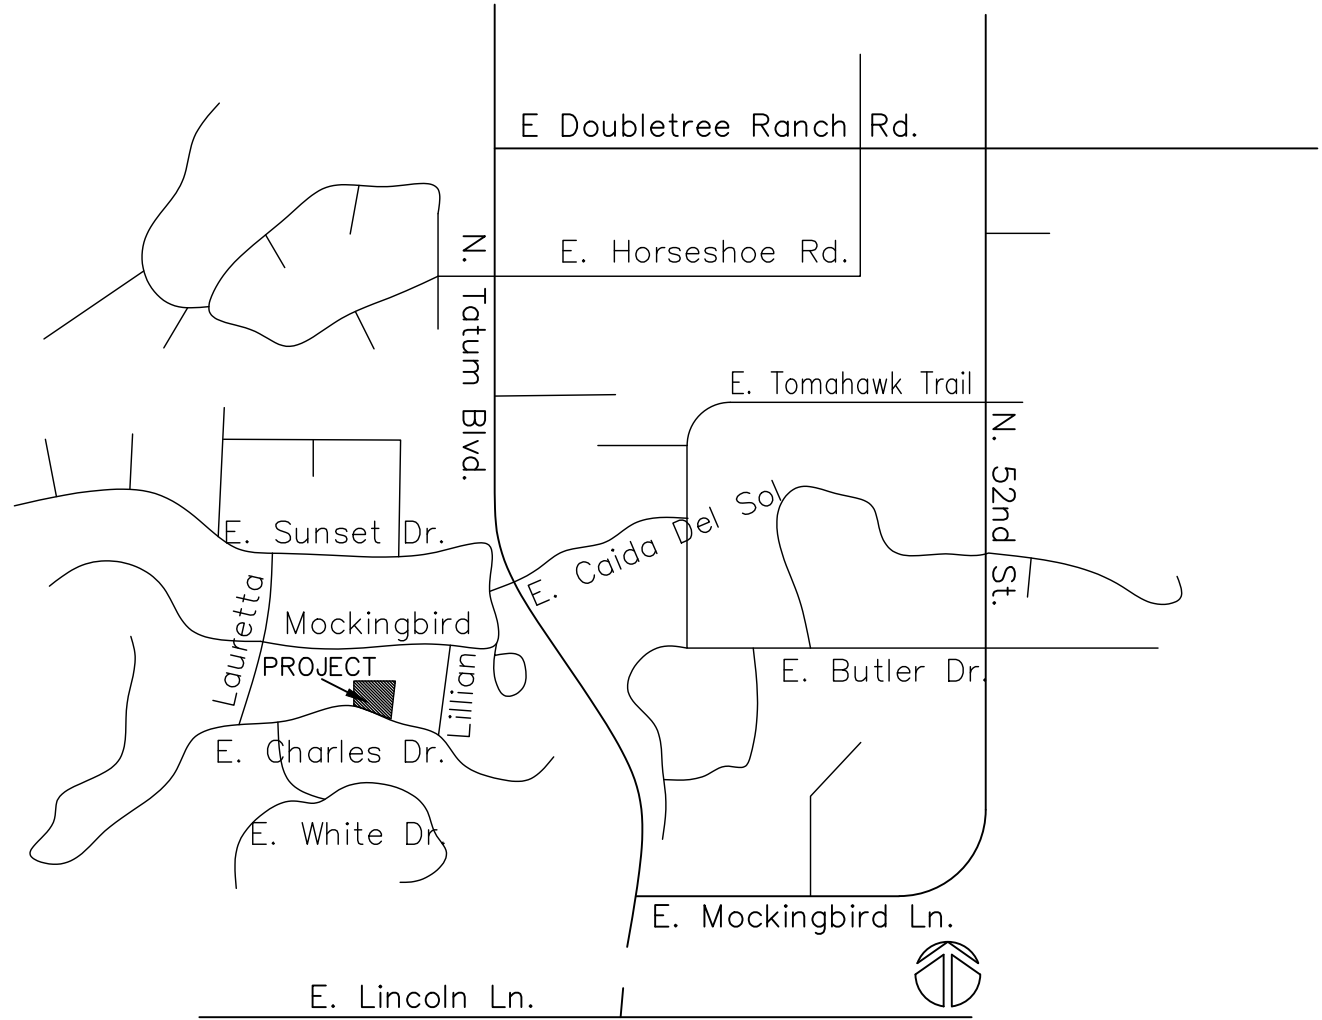 E Doubletree Ranch Rd.
E. Horseshoe Rd.
N. Tatum Blvd.
E. Tomahawk Trail
N. 52nd St.
E. Caida Del Sol
E. Sunset Dr.
Lauretta
Mockingbird
PROJECT
Lillian
E. Butler Dr.
E. Charles Dr.
E. White Dr.
E. Mockingbird Ln.
E. Lincoln Ln.